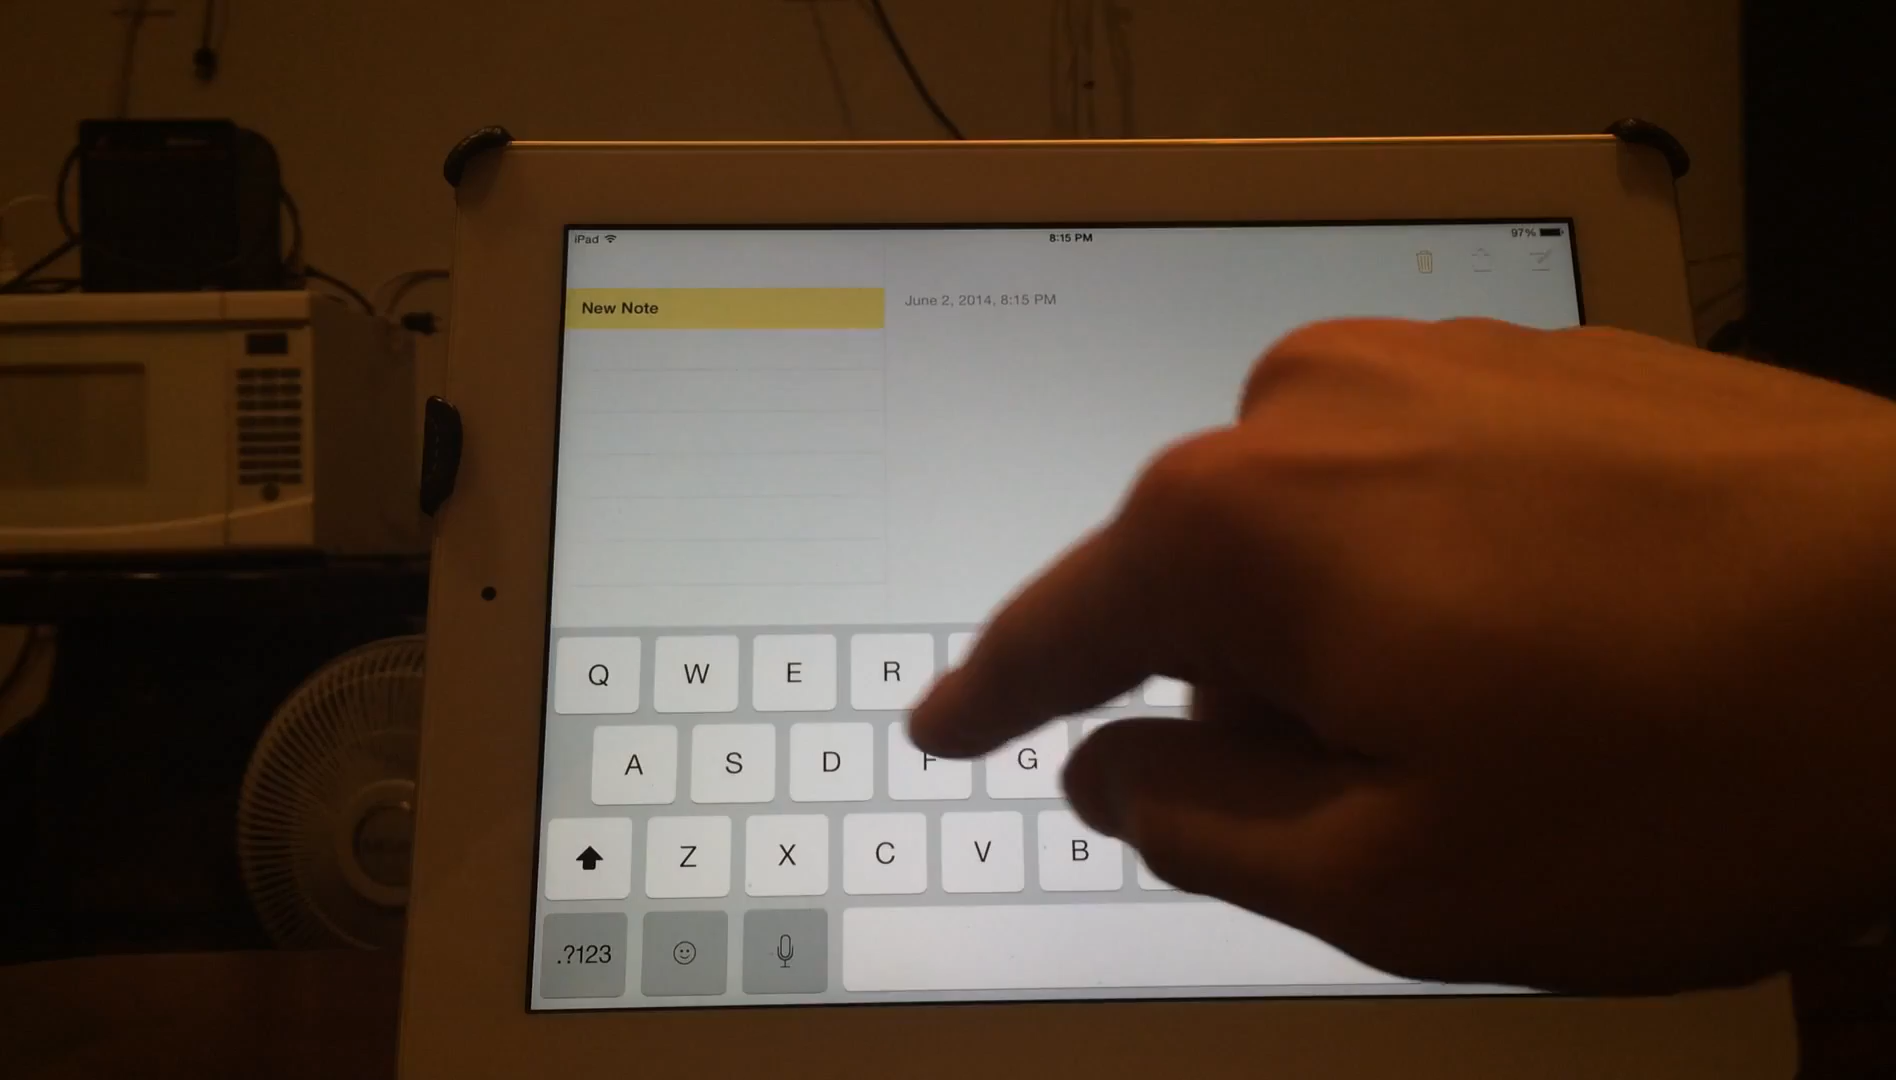 iPad 8:15 PM 97%
New Note
June 2, 2014, 8:15 PM
Q W E R
A S D F G
Z X C V B
.?123